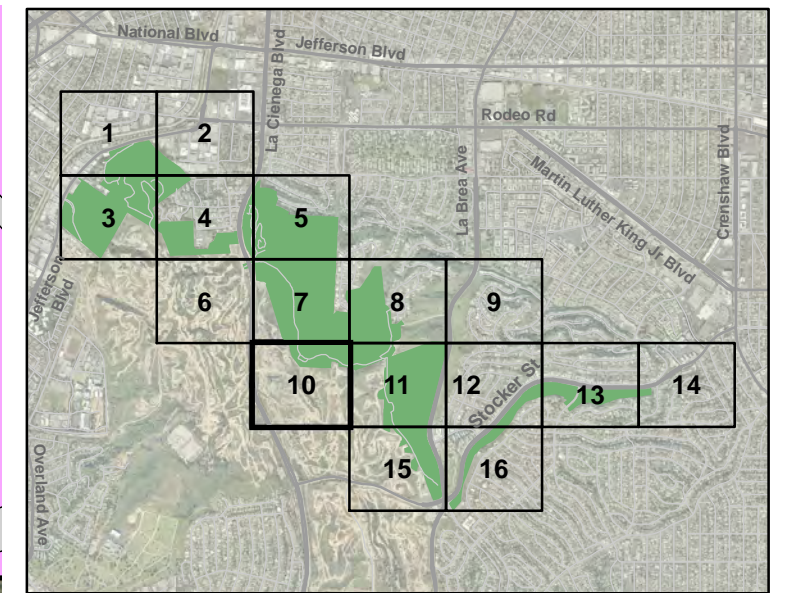 National Blvd
Jefferson Blvd
La Cienega Blvd
Rodeo Rd
La Brea Ave
Martin Luther King Jr Blvd
Crenshaw Blvd
1
2
3
4
5
Jefferson
Blvd
6
7
8
9
10
11
12
Stocker St
13
14
Overland Ave
15
16